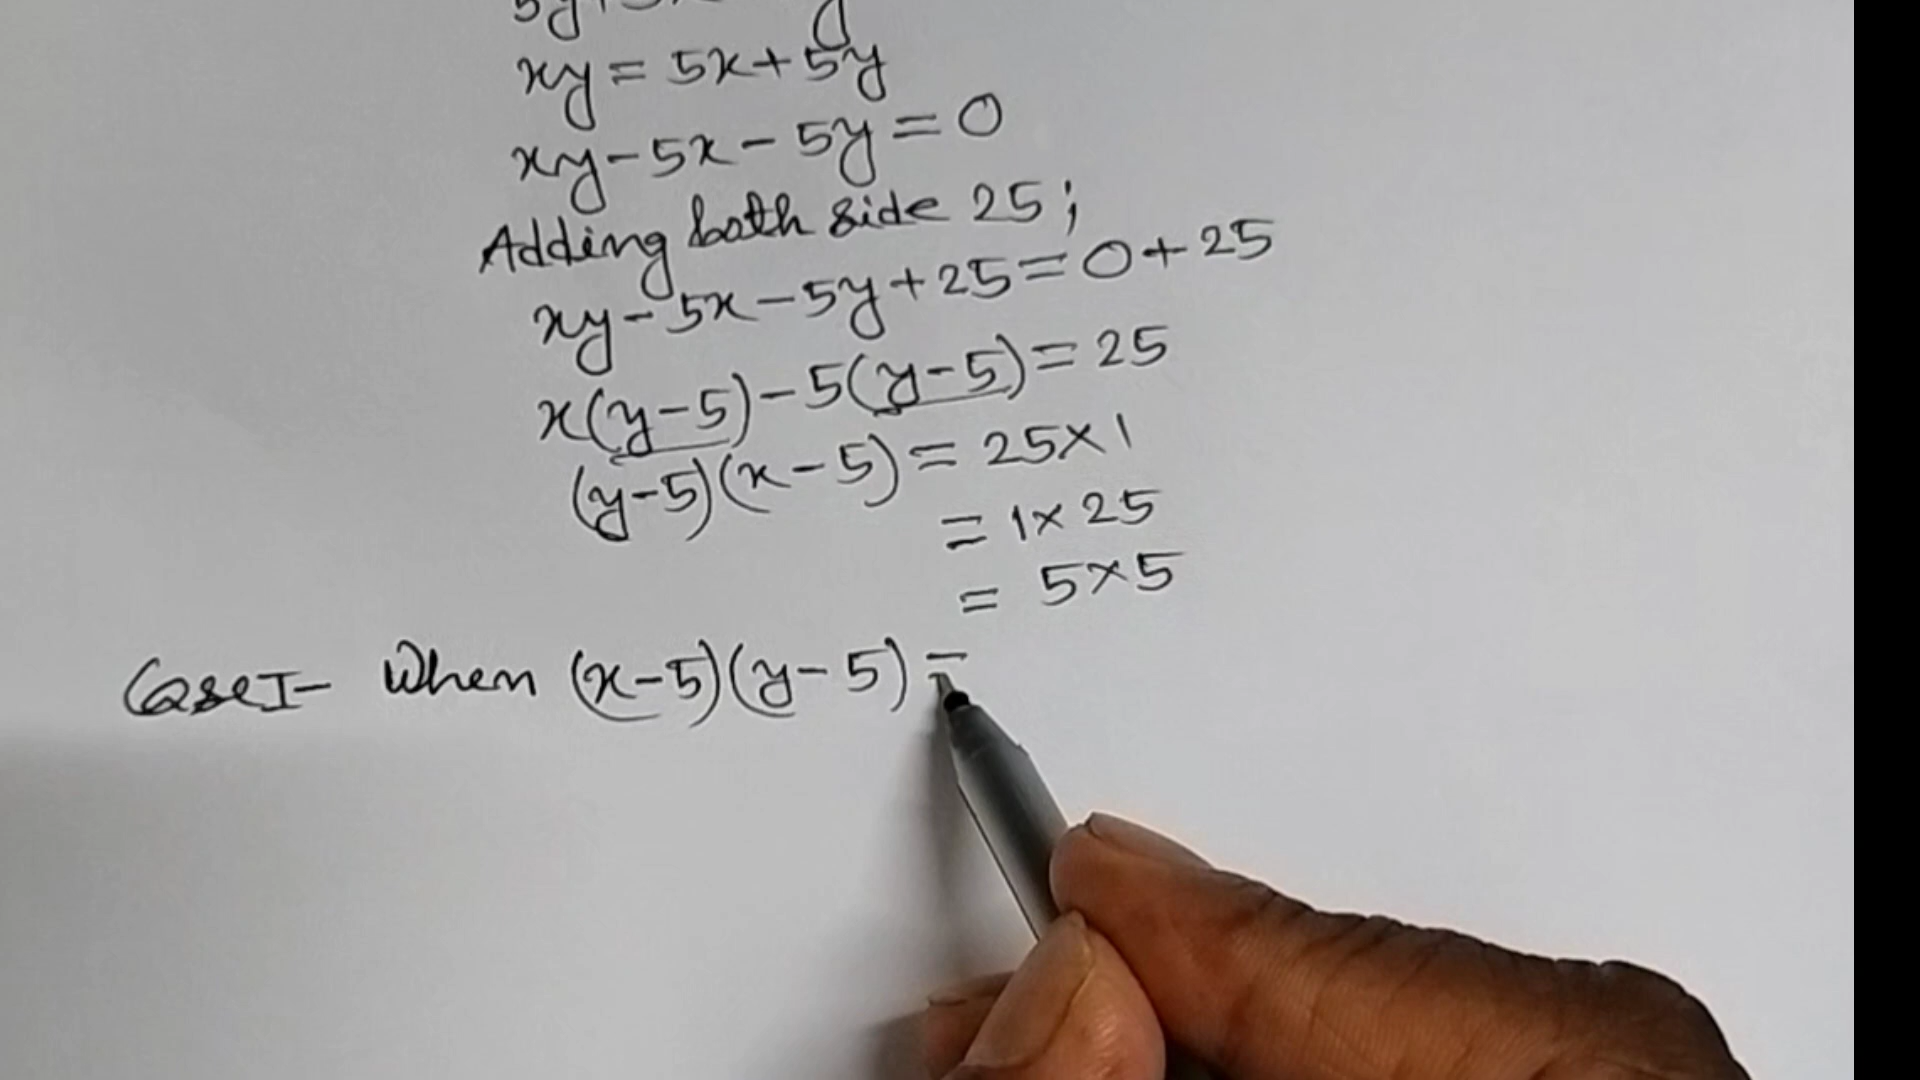 xy = 5x + 5y
xy - 5x - 5y = 0
Adding both side 25;
xy - 5x - 5y + 25 = 0 + 25
x(y - 5) - 5(y - 5) = 25
(y - 5)(x - 5) = 25 × 1
= 1 × 25
= 5 × 5
Case I - When (x - 5)(y - 5) =